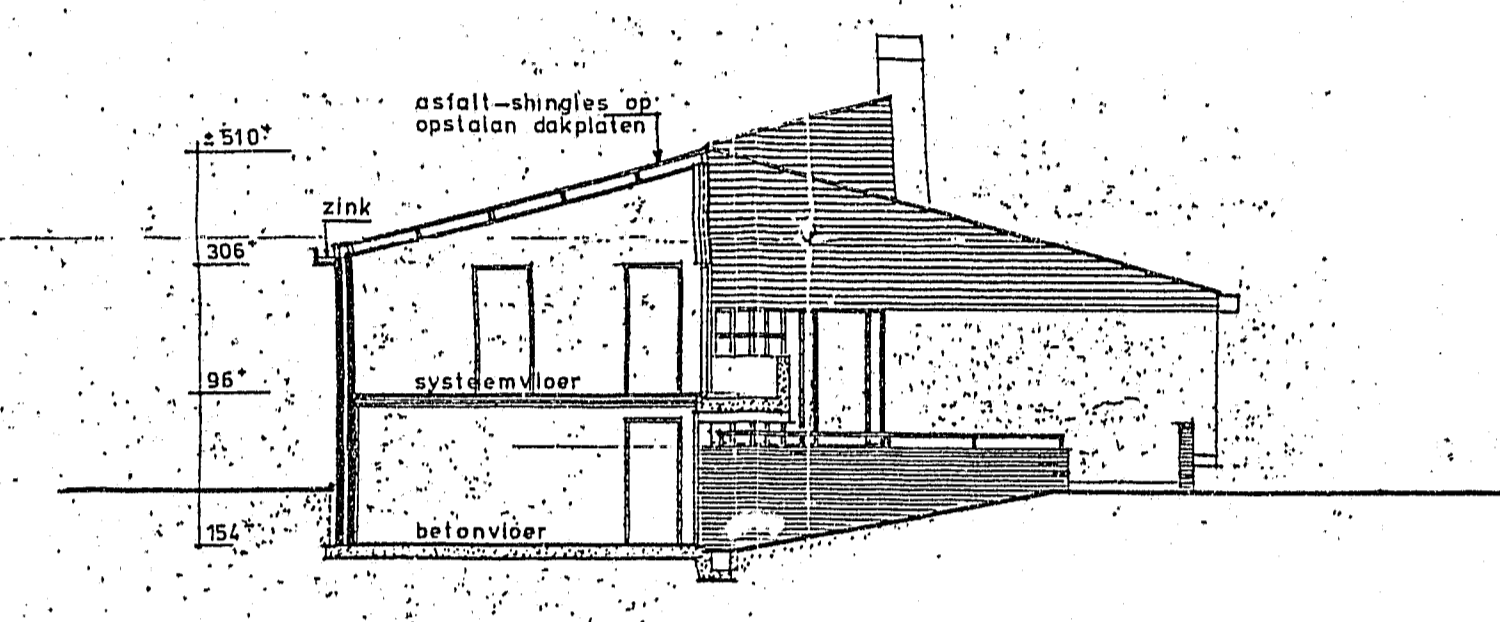 asfalt-shingles op
opstalan dakplaten
± 510⁺
zink
306⁺
96⁺
systeemvloer
154⁺
betonvloer